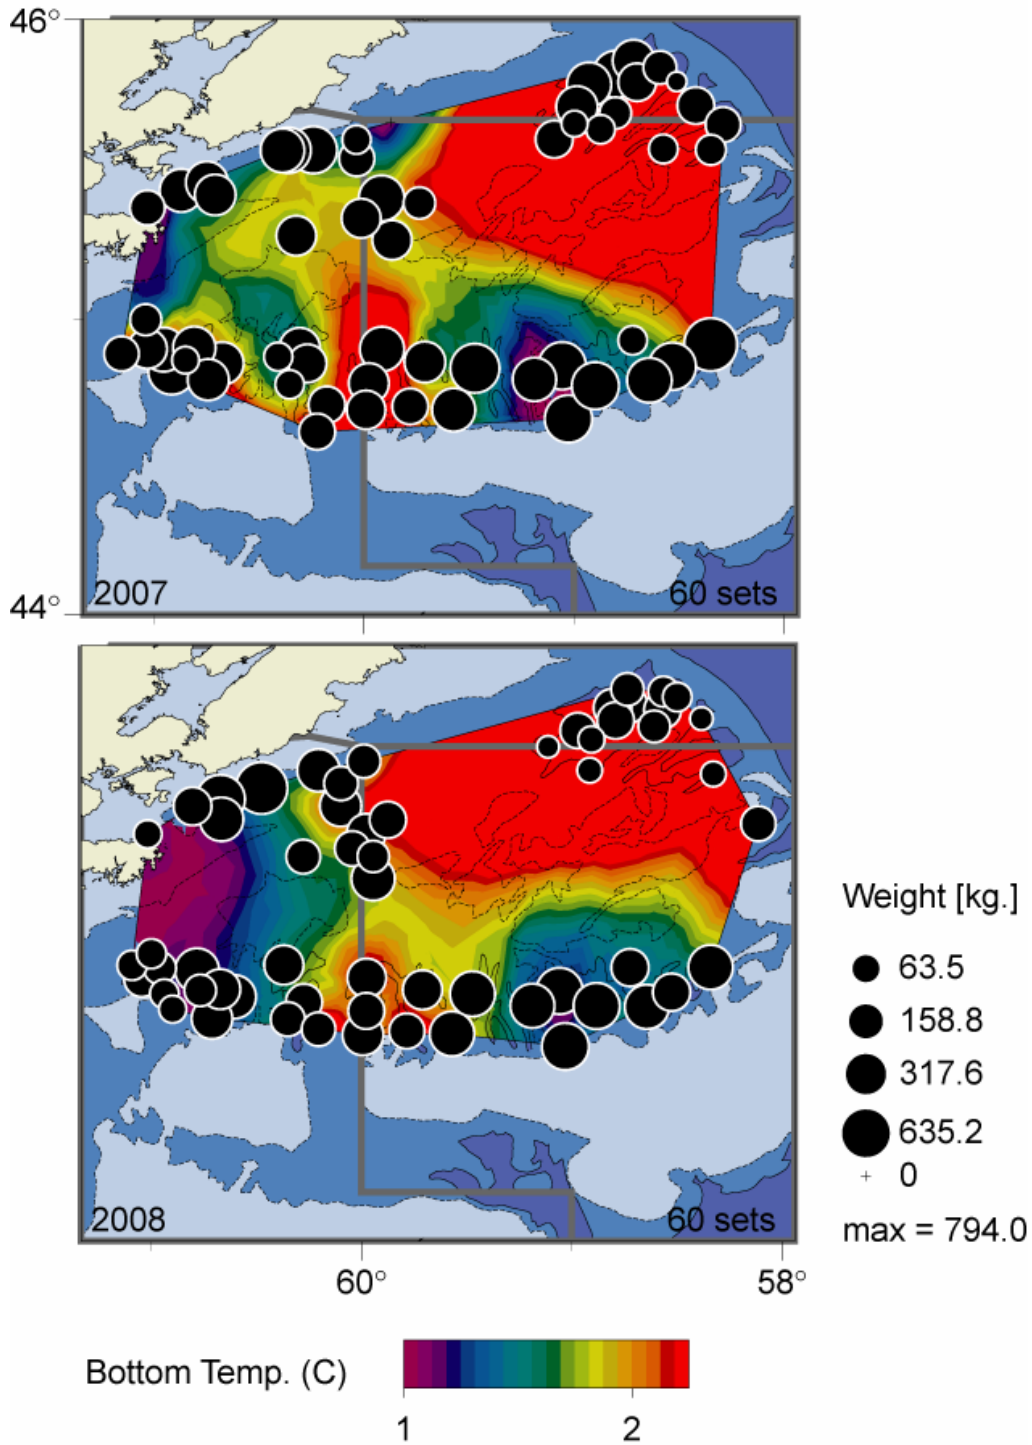 46°
44°
2007
60 sets
2008
60 sets
60°
58°
Weight [kg.]
63.5
158.8
317.6
635.2
0
max = 794.0
Bottom Temp. (C)
1
2